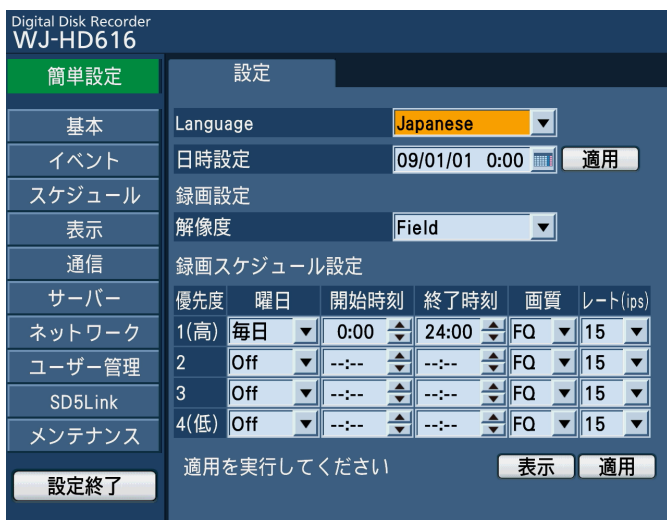 Digital Disk Recorder
WJ-HD616
簡単設定
設定
基本
イベント
スケジュール
表示
通信
サーバー
ネットワーク
ユーザー管理
SD5Link
メンテナンス
設定終了
Language Japanese
日時設定 09/01/01 0:00 適用
録画設定
解像度 Field
録画スケジュール設定
優先度 曜日 開始時刻 終了時刻 画質 レート(ips)
1(高) 毎日 0:00 24:00 FQ 15
2 Off --:-- --:-- FQ 15
3 Off --:-- --:-- FQ 15
4(低) Off --:-- --:-- FQ 15
適用を実行してください 表示 適用